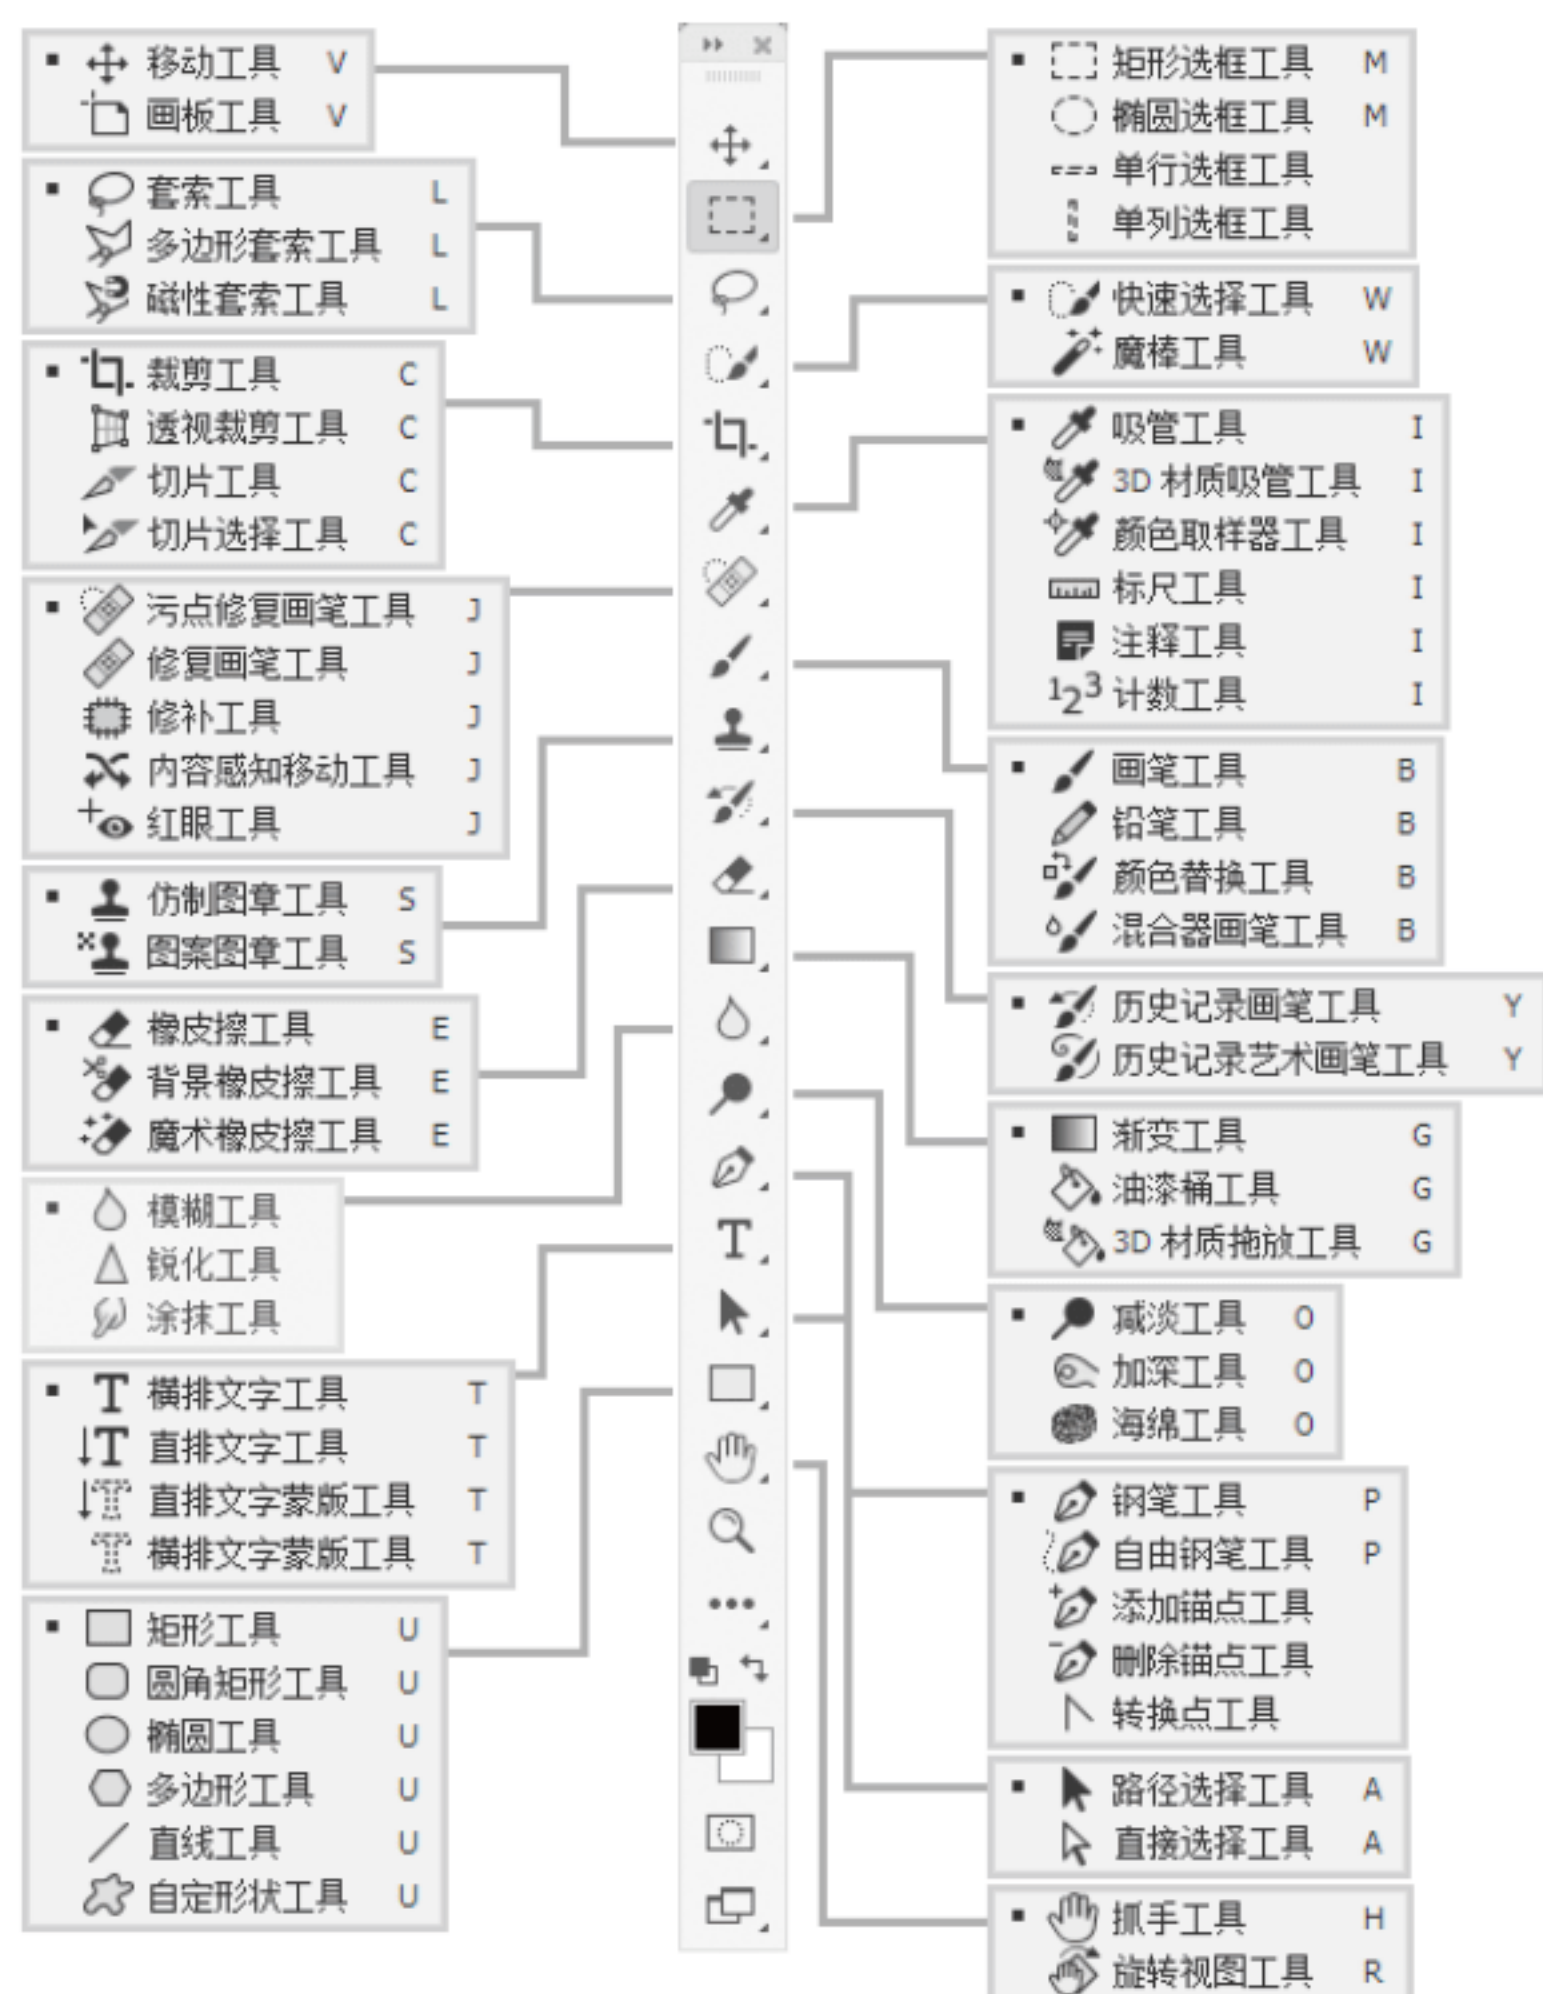 移动工具 V
画板工具 V
套索工具 L
多边形套索工具 L
磁性套索工具 L
裁剪工具 C
透视裁剪工具 C
切片工具 C
切片选择工具 C
污点修复画笔工具 J
修复画笔工具 J
修补工具 J
内容感知移动工具 J
红眼工具 J
仿制图章工具 S
图案图章工具 S
橡皮擦工具 E
背景橡皮擦工具 E
魔术橡皮擦工具 E
模糊工具
锐化工具
涂抹工具
横排文字工具 T
直排文字工具 T
直排文字蒙版工具 T
横排文字蒙版工具 T
矩形工具 U
圆角矩形工具 U
椭圆工具 U
多边形工具 U
直线工具 U
自定形状工具 U
矩形选框工具 M
椭圆选框工具 M
单行选框工具
单列选框工具
快速选择工具 W
魔棒工具 W
吸管工具 I
3D 材质吸管工具 I
颜色取样器工具 I
标尺工具 I
注释工具 I
计数工具 I
画笔工具 B
铅笔工具 B
颜色替换工具 B
混合器画笔工具 B
历史记录画笔工具 Y
历史记录艺术画笔工具 Y
渐变工具 G
油漆桶工具 G
3D 材质拖放工具 G
减淡工具 O
加深工具 O
海绵工具 O
钢笔工具 P
自由钢笔工具 P
添加锚点工具
删除锚点工具
转换点工具
路径选择工具 A
直接选择工具 A
抓手工具 H
旋转视图工具 R